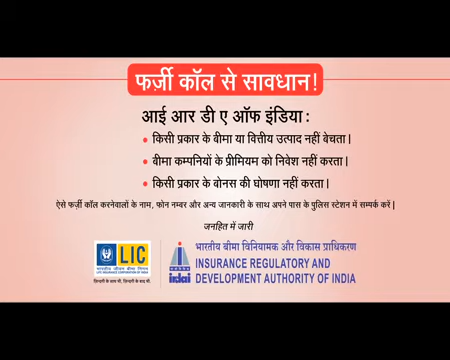 फर्ज़ी कॉल से सावधान!
आई आर डी ए ऑफ इंडिया :
• किसी प्रकार के बीमा या वित्तीय उत्पाद नहीं बेचता।
• बीमा कम्पनियों के प्रीमियम को निवेश नहीं करता।
• किसी प्रकार के बोनस की घोषणा नहीं करता।
ऐसे फर्ज़ी कॉल करनेवालों के नाम, फोन नम्बर और अन्य जानकारी के साथ अपने पास के पुलिस स्टेशन में सम्पर्क करें|
जनहित में जारी
LIC
भारतीय जीवन बीमा निगम
LIFE INSURANCE CORPORATION OF INDIA
ज़िन्दगी के साथ भी, ज़िन्दगी के बाद भी.
irdai
भारतीय बीमा विनियामक और विकास प्राधिकरण
INSURANCE REGULATORY AND
DEVELOPMENT AUTHORITY OF INDIA